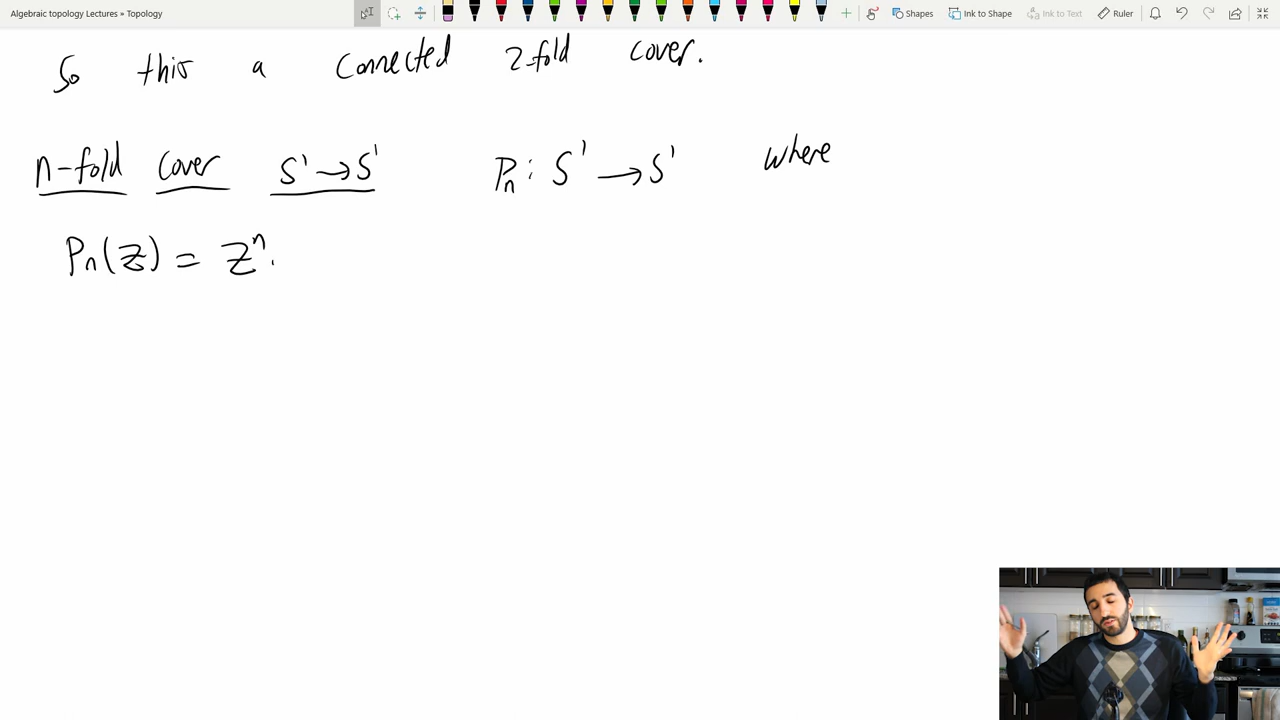 Algebraic topology Lectures - Topology
Shapes Ink to Shape Ink to Text Ruler
So this a connected 2-fold cover.
n-fold cover S¹→S¹ Pₙ: S¹ → S¹ where
Pₙ(z) = zⁿ.